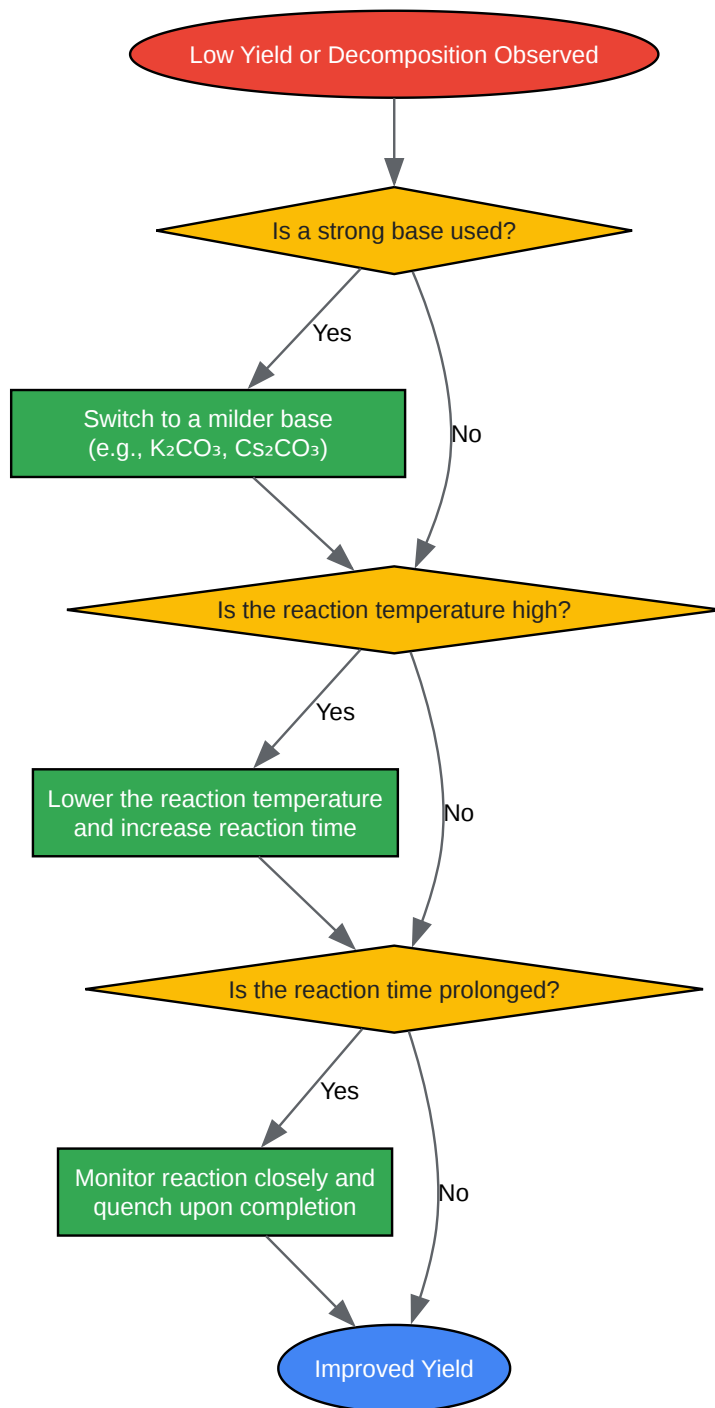 Low Yield or Decomposition Observed
Is a strong base used?
Yes
Switch to a milder base
(e.g., K₂CO₃, Cs₂CO₃)
No
Is the reaction temperature high?
Yes
Lower the reaction temperature
and increase reaction time
No
Is the reaction time prolonged?
Yes
Monitor reaction closely and
quench upon completion
No
Improved Yield